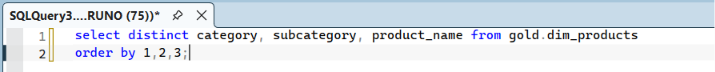 SQLQuery3....RUNO (75))*
1 select distinct category, subcategory, product_name from gold.dim_products
2 order by 1,2,3;